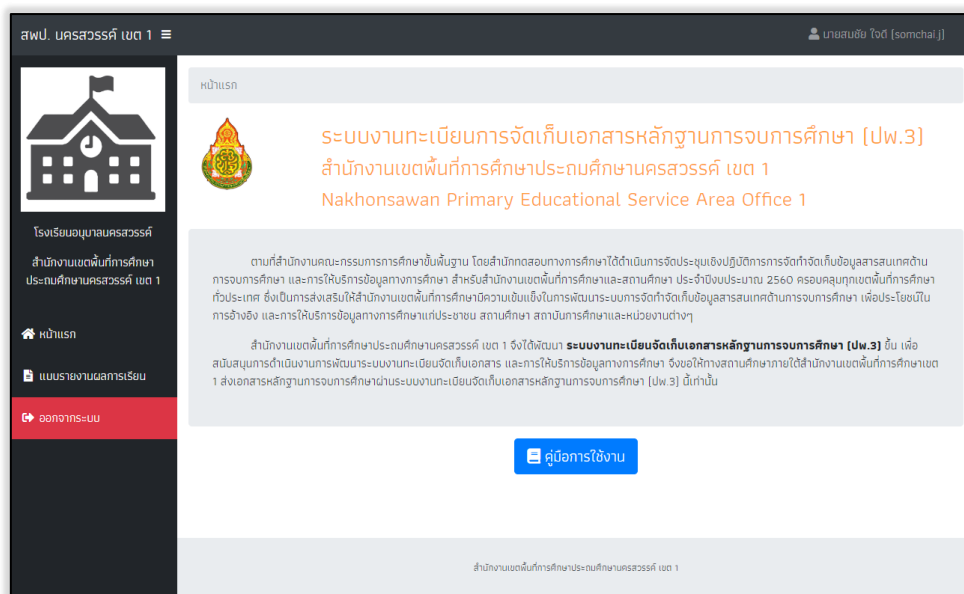 สพป. นครสวรรค์ เขต 1
นายสมชัย ใจดี [somchai.j]
โรงเรียนอนุบาลนครสวรรค์
สำนักงานเขตพื้นที่การศึกษา
ประถมศึกษานครสวรรค์ เขต 1
หน้าแรก
แบบรายงานผลการเรียน
ออกจากระบบ
หน้าแรก
ระบบงานทะเบียนการจัดเก็บเอกสารหลักฐานการจบการศึกษา (ปพ.3)
สำนักงานเขตพื้นที่การศึกษาประถมศึกษานครสวรรค์ เขต 1
Nakhonsawan Primary Educational Service Area Office 1
ตามที่สำนักงานคณะกรรมการการศึกษาขั้นพื้นฐาน โดยสำนักทดสอบทางการศึกษาได้ดำเนินการจัดประชุมเชิงปฏิบัติการการจัดทำจัดเก็บข้อมูลสารสนเทศด้าน
การจบการศึกษา และการให้บริการข้อมูลทางการศึกษา สำหรับสำนักงานเขตพื้นที่การศึกษาและสถานศึกษา ประจำปีงบประมาณ 2560 ครอบคลุมทุกเขตพื้นที่การศึกษา
ทั่วประเทศ ซึ่งเป็นการส่งเสริมให้สำนักงานเขตพื้นที่การศึกษามีความเข้มแข็งในการพัฒนาระบบการจัดทำจัดเก็บข้อมูลสารสนเทศด้านการจบการศึกษา เพื่อประโยชน์ใน
การอ้างอิง และการให้บริการข้อมูลทางการศึกษาแก่ประชาชน สถานศึกษา สถาบันการศึกษาและหน่วยงานต่างๆ
สำนักงานเขตพื้นที่การศึกษาประถมศึกษานครสวรรค์ เขต 1 จึงได้พัฒนา ระบบงานทะเบียนจัดเก็บเอกสารหลักฐานการจบการศึกษา (ปพ.3) ขึ้น เพื่อ
สนับสนุนการดำเนินงานการพัฒนาระบบงานทะเบียนจัดเก็บเอกสาร และการให้บริการข้อมูลทางการศึกษา จึงขอให้ทางสถานศึกษาภายใต้สำนักงานเขตพื้นที่การศึกษาเขต
1 ส่งเอกสารหลักฐานการจบการศึกษาผ่านระบบงานทะเบียนจัดเก็บเอกสารหลักฐานการจบการศึกษา (ปพ.3) นี้เท่านั้น
คู่มือการใช้งาน
สำนักงานเขตพื้นที่การศึกษาประถมศึกษานครสวรรค์ เขต 1